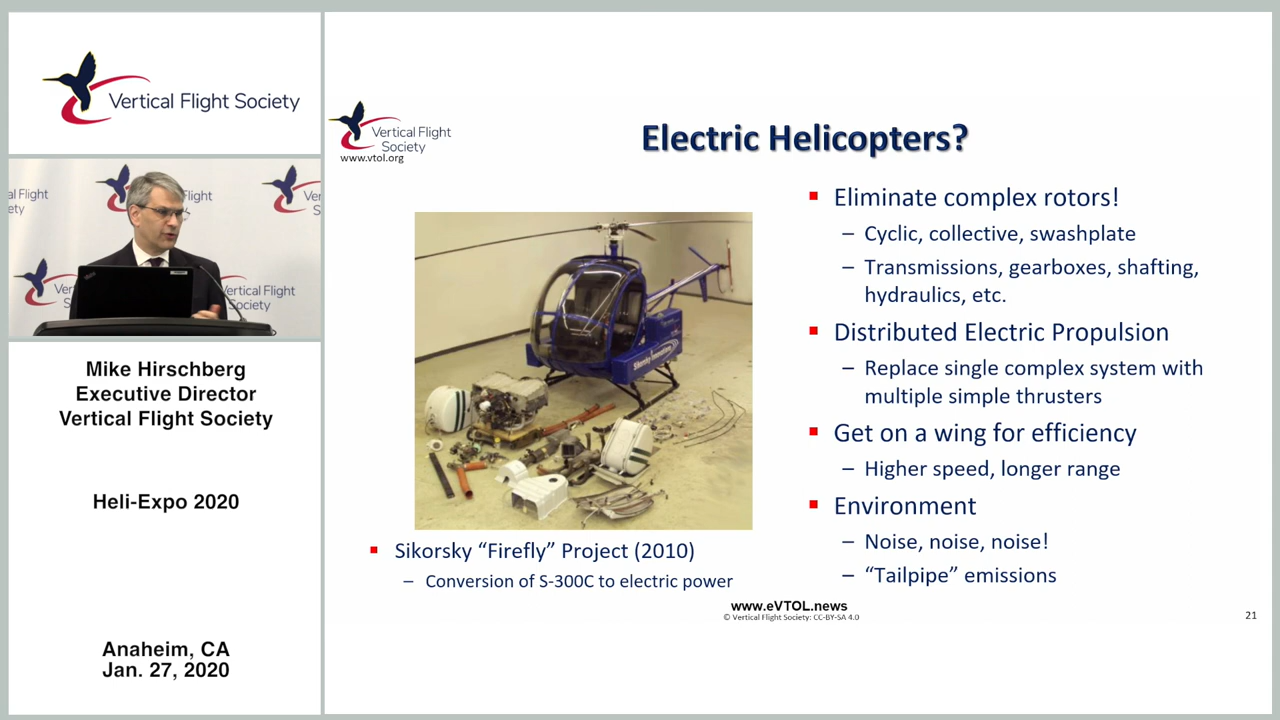 Vertical Flight Society
Mike Hirschberg
Executive Director
Vertical Flight Society
Heli-Expo 2020
Anaheim, CA
Jan. 27, 2020
Vertical Flight
Society
www.vtol.org
Electric Helicopters?
Sikorsky “Firefly” Project (2010)
– Conversion of S-300C to electric power
Eliminate complex rotors!
– Cyclic, collective, swashplate
– Transmissions, gearboxes, shafting,
hydraulics, etc.
Distributed Electric Propulsion
– Replace single complex system with
multiple simple thrusters
Get on a wing for efficiency
– Higher speed, longer range
Environment
– Noise, noise, noise!
– “Tailpipe” emissions
www.eVTOL.news
© Vertical Flight Society: CC-BY-SA 4.0
21